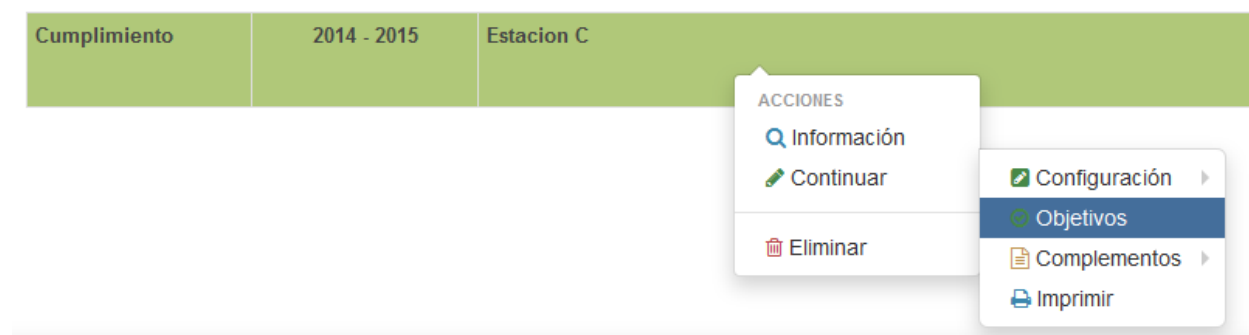 Cumplimiento 2014 - 2015 Estacion C
ACCIONES
Información
Continuar
Eliminar
Configuración
Objetivos
Complementos
Imprimir